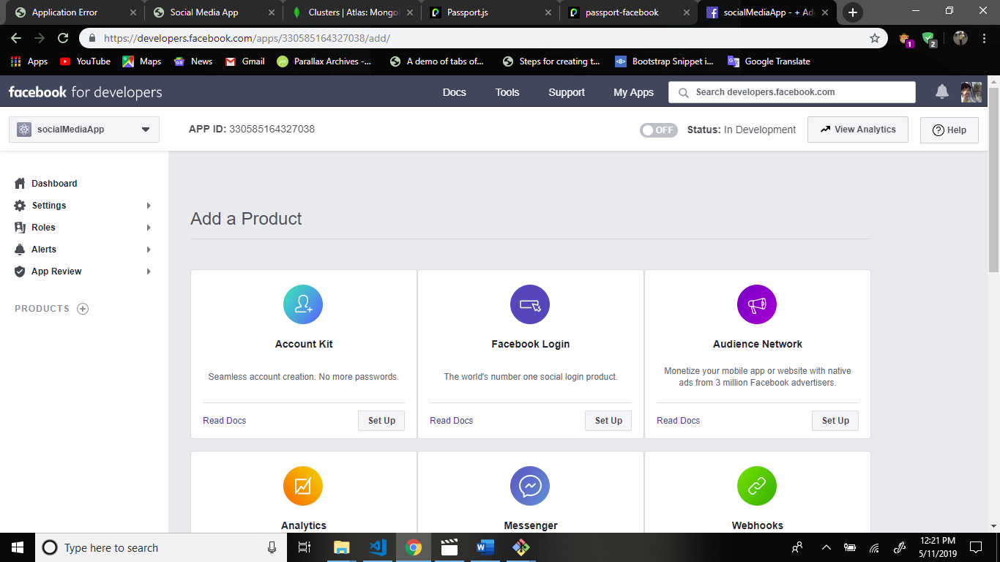 Application Error
Social Media App
Clusters | Atlas: Mongo
Passport.js
passport-facebook
socialMediaApp - + Ad
https://developers.facebook.com/apps/330585164327038/add/
1
2
Apps
YouTube
Maps
News
Gmail
Parallax Archives -...
A demo of tabs of...
Steps for creating t...
Bootstrap Snippet i...
Google Translate
facebook for developers
Docs
Tools
Support
My Apps
Search developers.facebook.com
socialMediaApp
APP ID: 330585164327038
OFF
Status: In Development
View Analytics
Help
Dashboard
Settings
Roles
Alerts
App Review
PRODUCTS
Add a Product
Account Kit
Seamless account creation. No more passwords.
Read Docs
Set Up
Facebook Login
The world's number one social login product.
Read Docs
Set Up
Audience Network
Monetize your mobile app or website with native
ads from 3 million Facebook advertisers.
Read Docs
Set Up
Analytics
Messenger
Webhooks
Type here to search
12:21 PM
5/11/2019